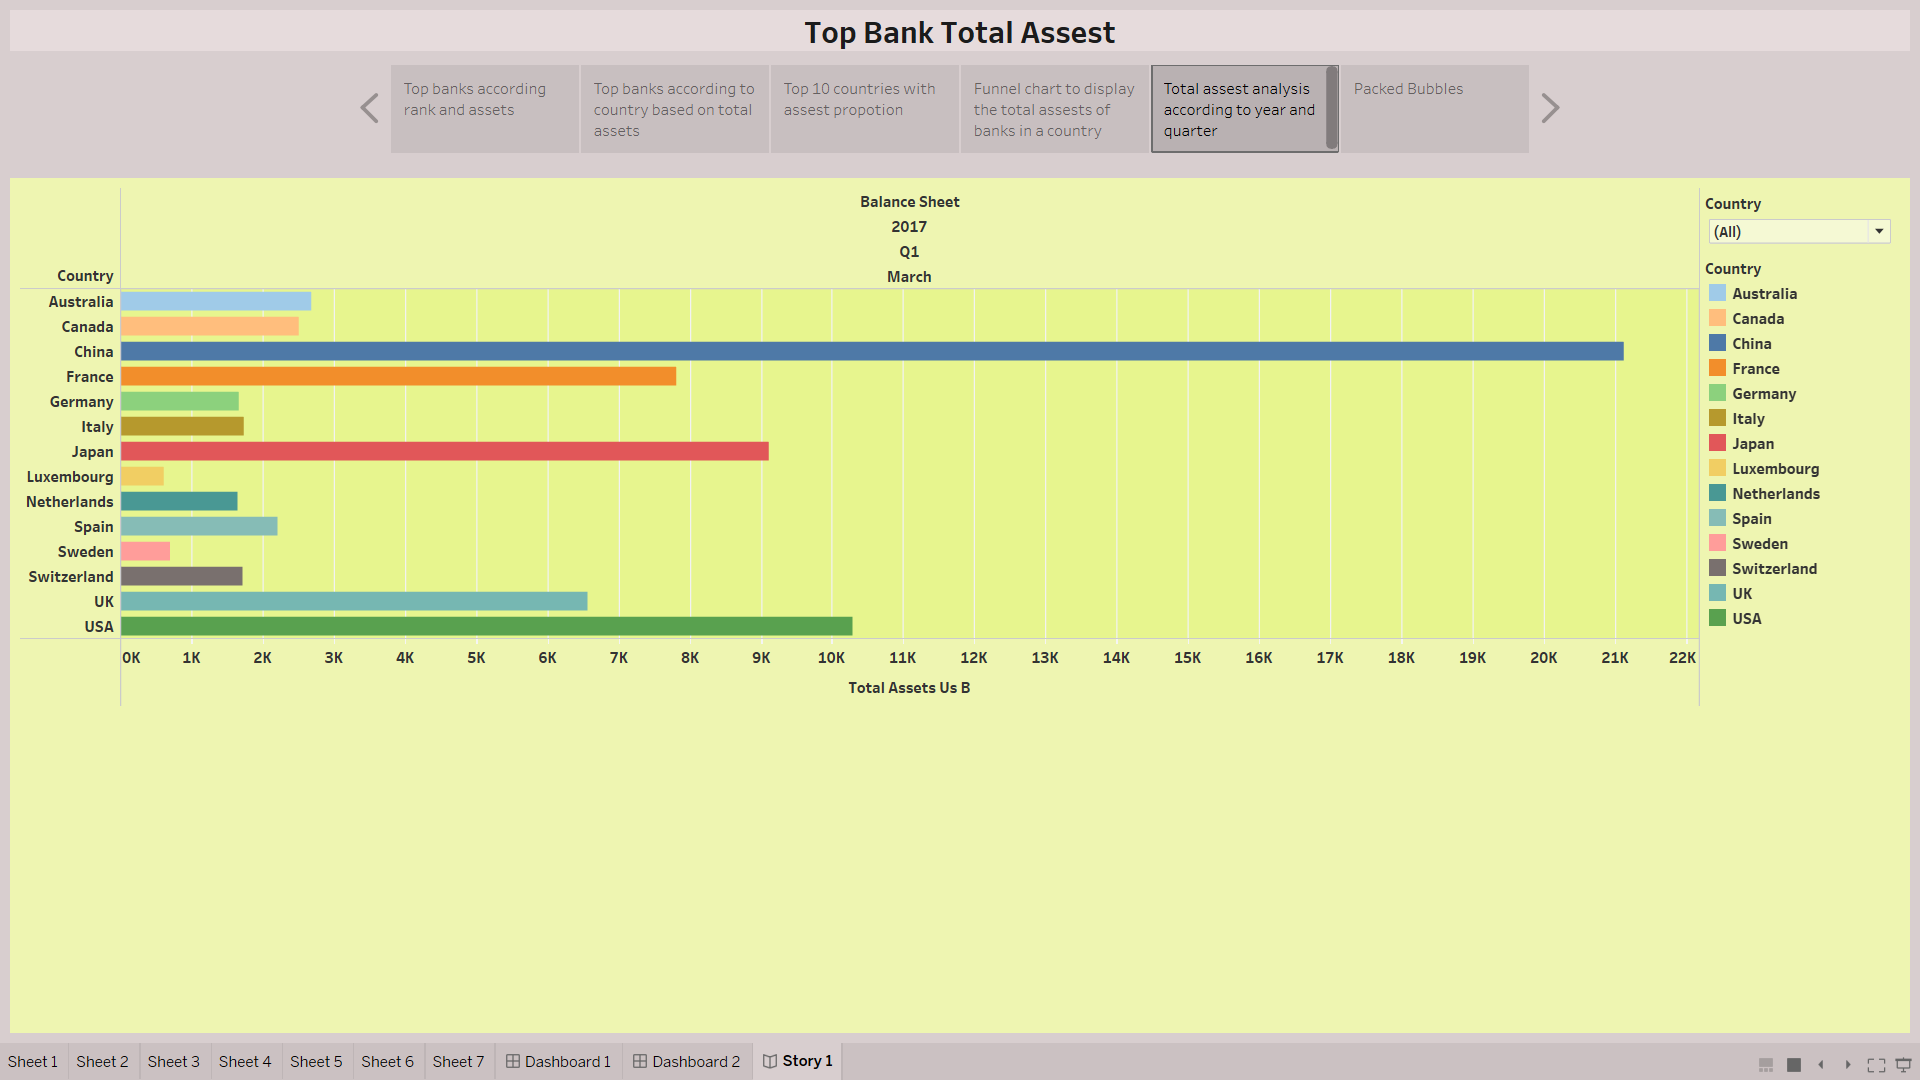 Top Bank Total Assest
Top banks according
rank and assets
Top banks according to
country based on total
assets
Top 10 countries with
assest propotion
Funnel chart to display
the total assests of
banks in a country
Total assest analysis
according to year and
quarter
Packed Bubbles
Balance Sheet
2017
Q1
March
Country
Australia
Canada
China
France
Germany
Italy
Japan
Luxembourg
Netherlands
Spain
Sweden
Switzerland
UK
USA
0K 1K 2K 3K 4K 5K 6K 7K 8K 9K 10K 11K 12K 13K 14K 15K 16K 17K 18K 19K 20K 21K 22K
Total Assets Us B
Country
(All)
Country
Australia
Canada
China
France
Germany
Italy
Japan
Luxembourg
Netherlands
Spain
Sweden
Switzerland
UK
USA
Sheet 1 Sheet 2 Sheet 3 Sheet 4 Sheet 5 Sheet 6 Sheet 7 Dashboard 1 Dashboard 2 Story 1